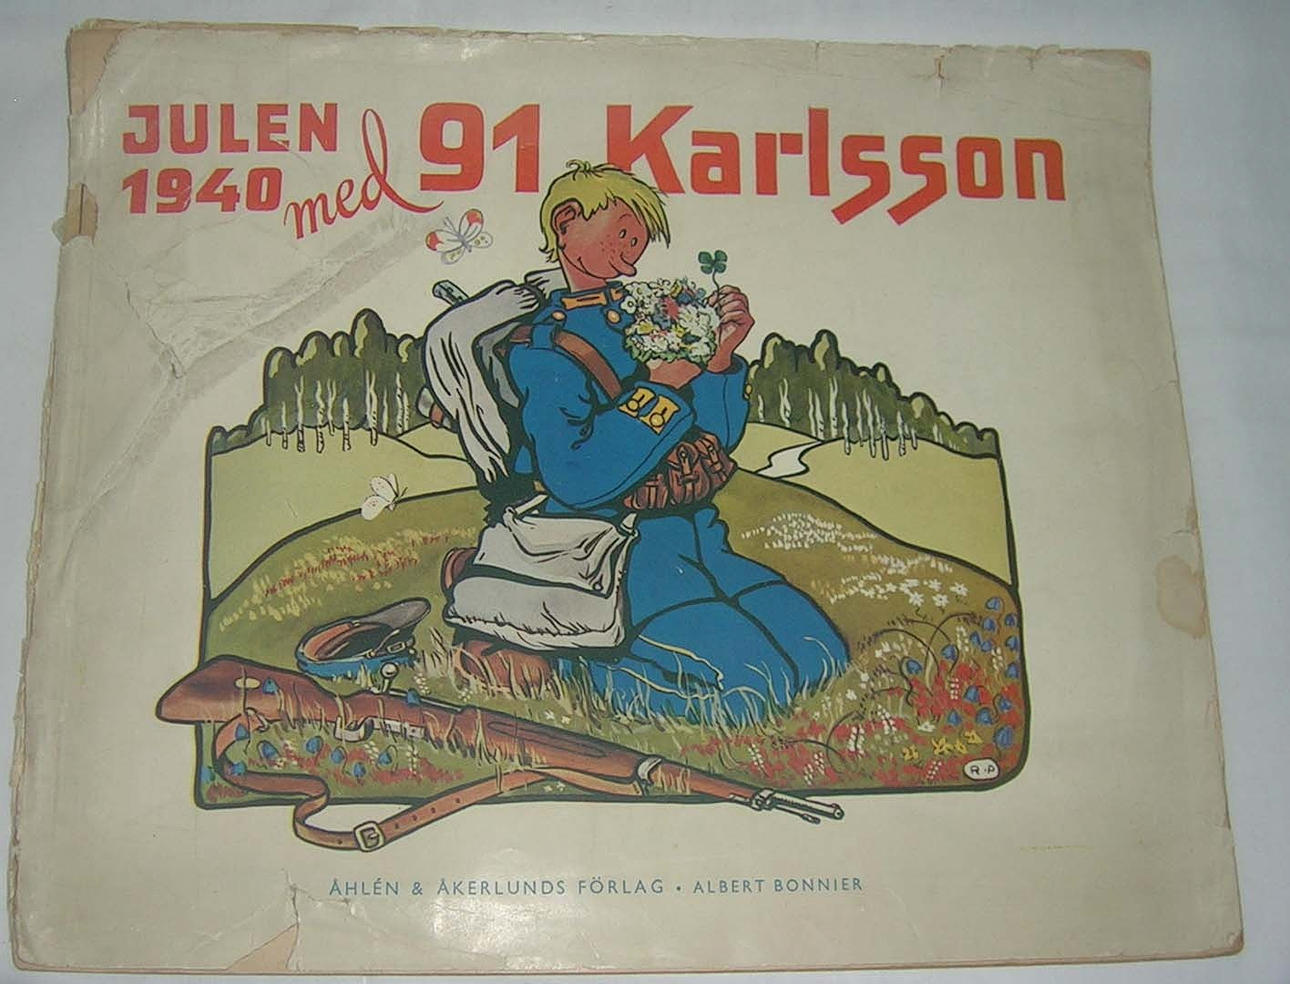 JULEN
1940 med 91 Karlsson
R.P
ÅHLÉN & ÅKERLUNDS FÖRLAG • ALBERT BONNIER